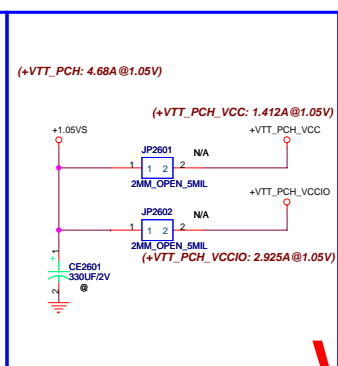 (+VTT_PCH: 4.68A@1.05V)
(+VTT_PCH_VCC: 1.412A@1.05V)
+1.05VS
+VTT_PCH_VCC
JP2601
N/A
1 1 2 2
2MM_OPEN_5MIL
+VTT_PCH_VCCIO
JP2602
N/A
1 1 2 2
2MM_OPEN_5MIL
(+VTT_PCH_VCCIO: 2.925A@1.05V)
1
+
CE2601
330UF/2V
2
@